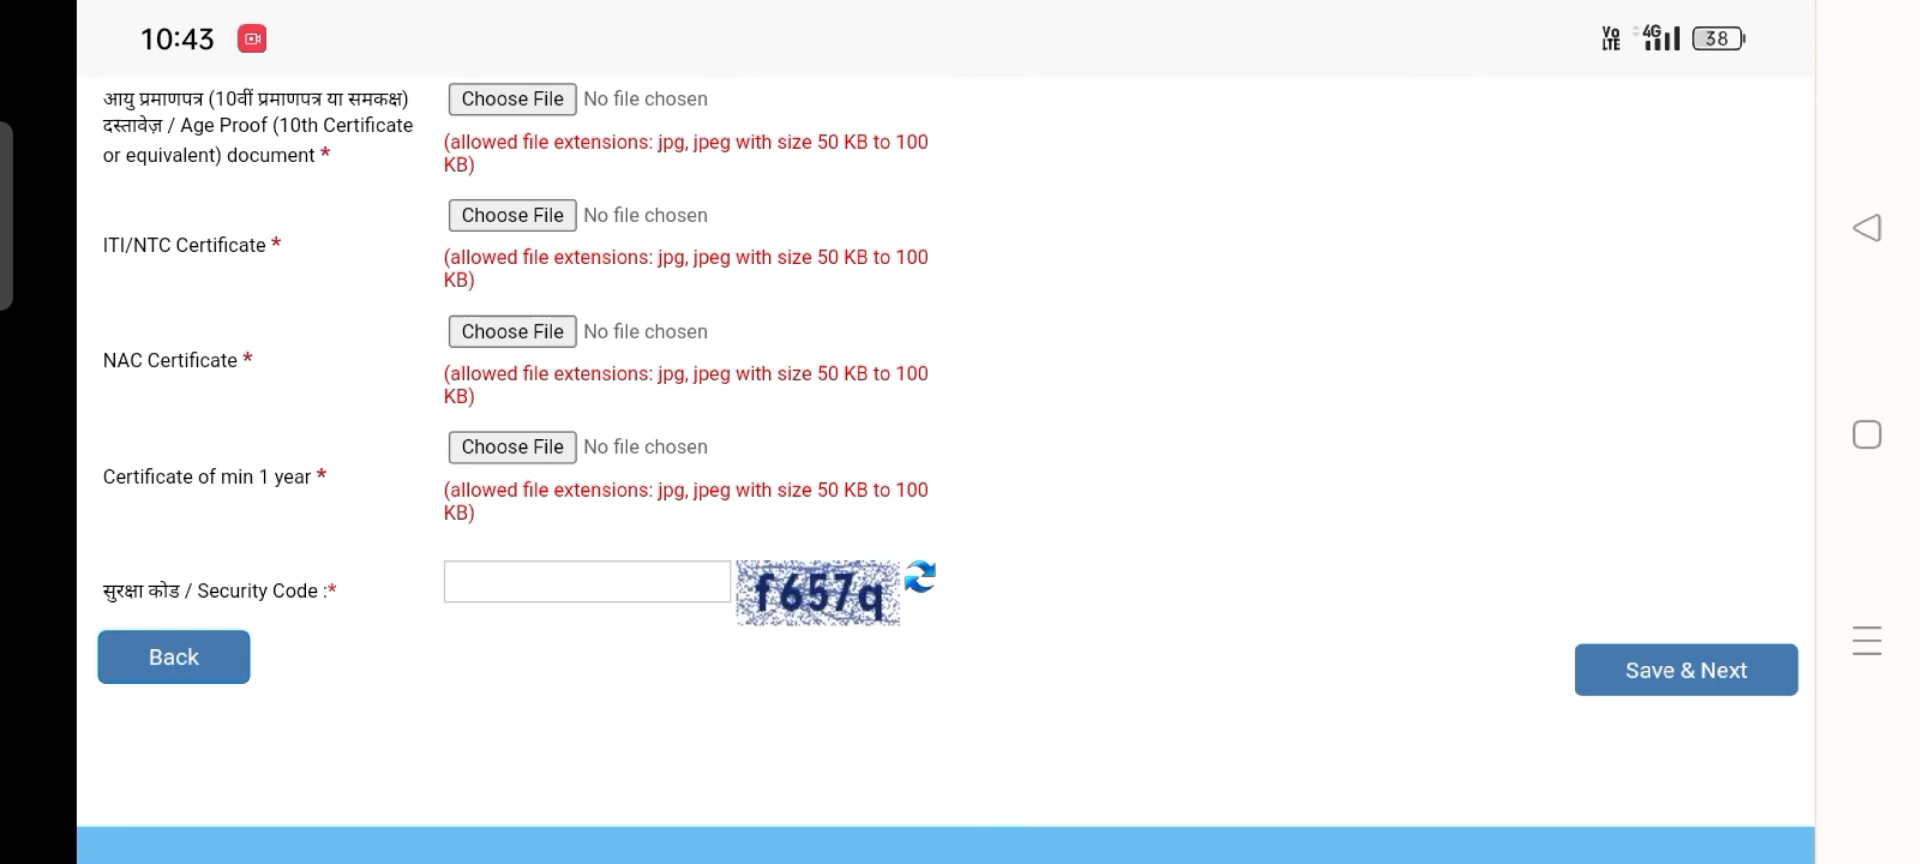 10:43
Vo LTE 4G 38
आयु प्रमाणपत्र (10वीं प्रमाणपत्र या समकक्ष)
दस्तावेज़ / Age Proof (10th Certificate
or equivalent) document *
Choose File No file chosen
(allowed file extensions: jpg, jpeg with size 50 KB to 100
KB)
ITI/NTC Certificate *
Choose File No file chosen
(allowed file extensions: jpg, jpeg with size 50 KB to 100
KB)
NAC Certificate *
Choose File No file chosen
(allowed file extensions: jpg, jpeg with size 50 KB to 100
KB)
Certificate of min 1 year *
Choose File No file chosen
(allowed file extensions: jpg, jpeg with size 50 KB to 100
KB)
सुरक्षा कोड / Security Code :*
f657q
Back
Save & Next